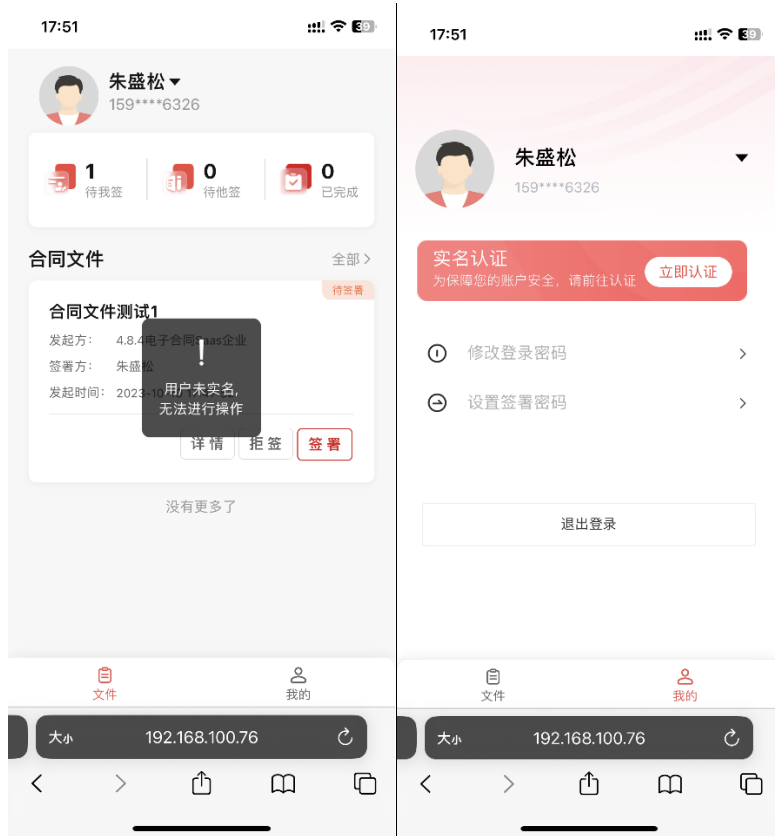 17:51
39
朱盛松
159****6326
1
待我签
0
待他签
0
已完成
合同文件
全部
待签署
合同文件测试1
发起方： 4.8.4电子合同Saas企业
签署方： 朱盛松
发起时间： 2023-10-
用户未实名,
无法进行操作
详情
拒签
签署
没有更多了
文件
我的
大小
192.168.100.76
17:51
39
朱盛松
159****6326
实名认证
为保障您的账户安全，请前往认证
立即认证
修改登录密码
设置签署密码
退出登录
文件
我的
大小
192.168.100.76